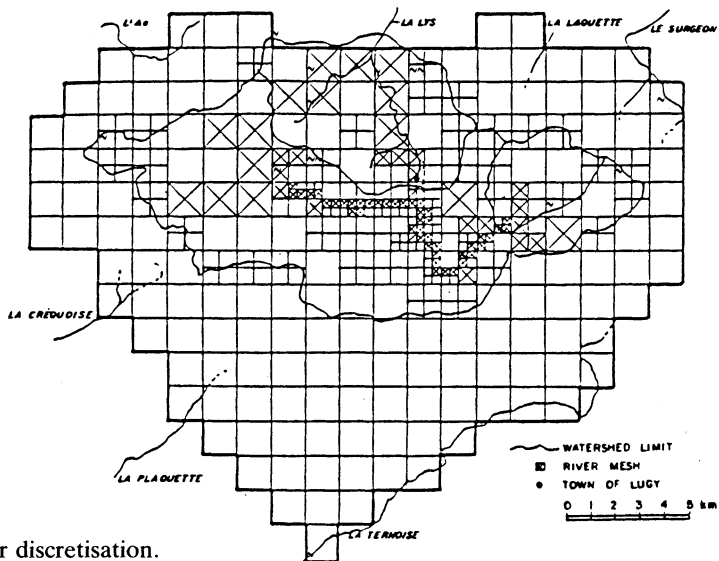 L'Aa
LA LYS
LA LAQUETTE
LE SURGEON
LA CRÉQUOISE
LA PLAQUETTE
LA TERNOISE
WATERSHED LIMIT
RIVER MESH
TOWN OF LUGY
0 1 2 3 4 5 km
r discretisation.